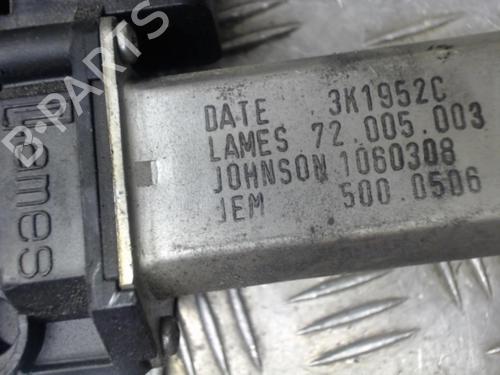 B-PARTS
Lames
DATE 3K1952C
LAMES 72.005.003
JOHNSON 1060308
JEM 500.0506